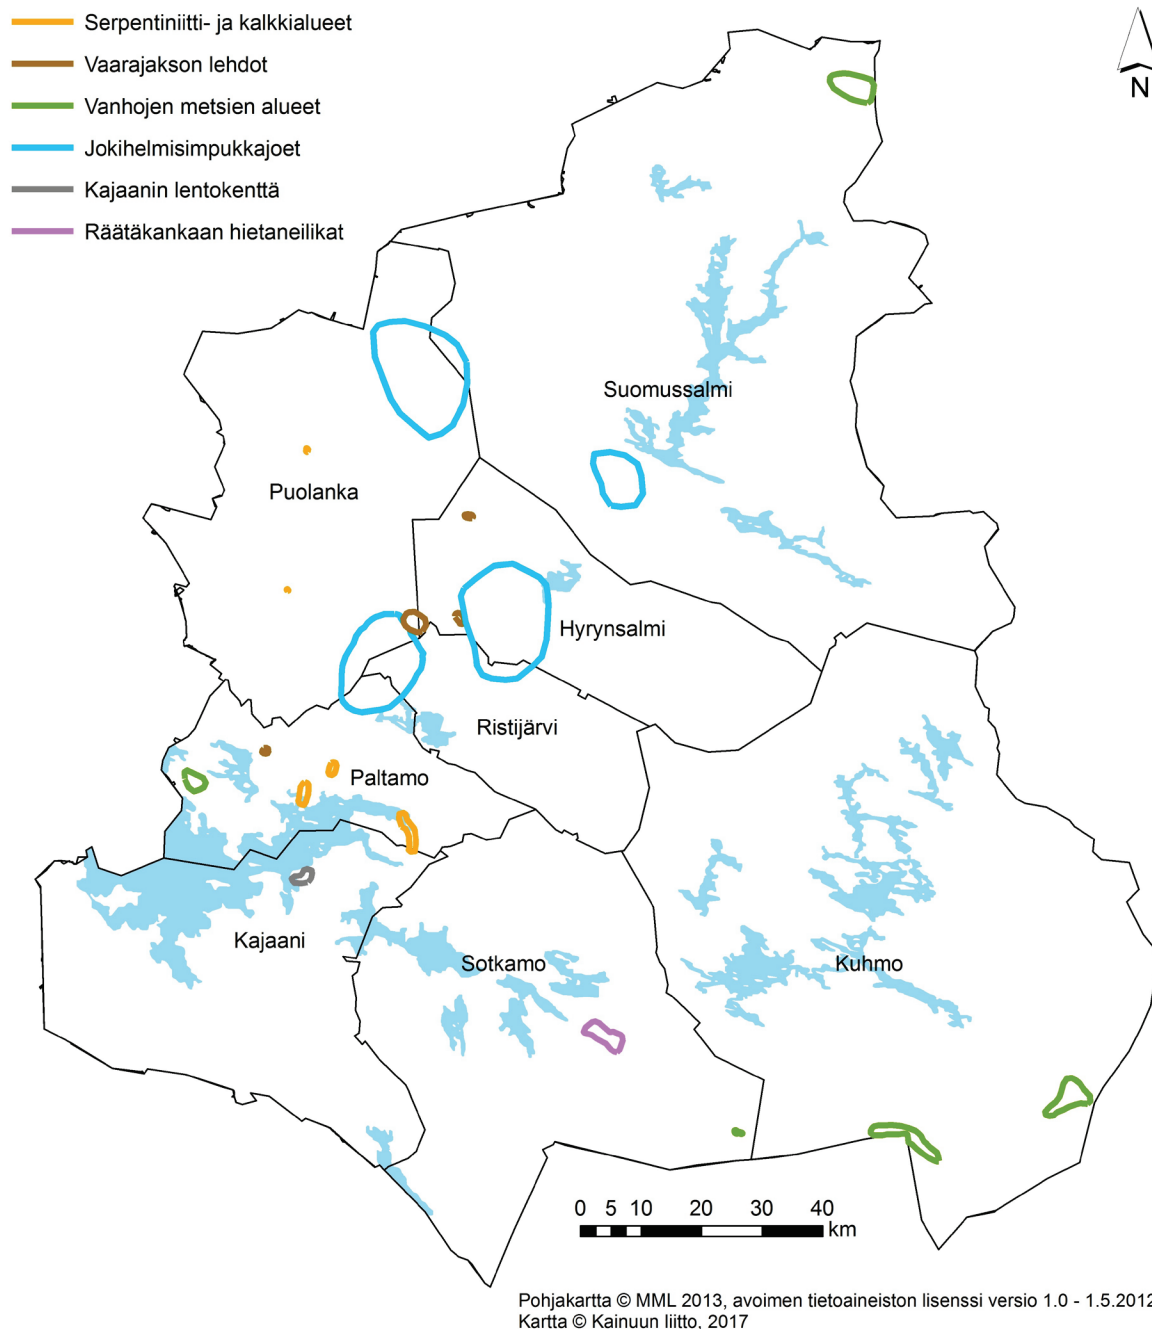 Serpentiniitti- ja kalkkialueet
Vaarajakson lehdot
Vanhojen metsien alueet
Jokihelmisimpukkajoet
Kajaanin lentokenttä
Räätäkankaan hietaneilikat
N
Suomussalmi
Puolanka
Hyrynsalmi
Ristijärvi
Paltamo
Kajaani
Sotkamo
Kuhmo
0 5 10 20 30 40
km
Pohjakartta © MML 2013, avoimen tietoaineiston lisenssi versio 1.0 - 1.5.2012
Kartta © Kainuun liitto, 2017